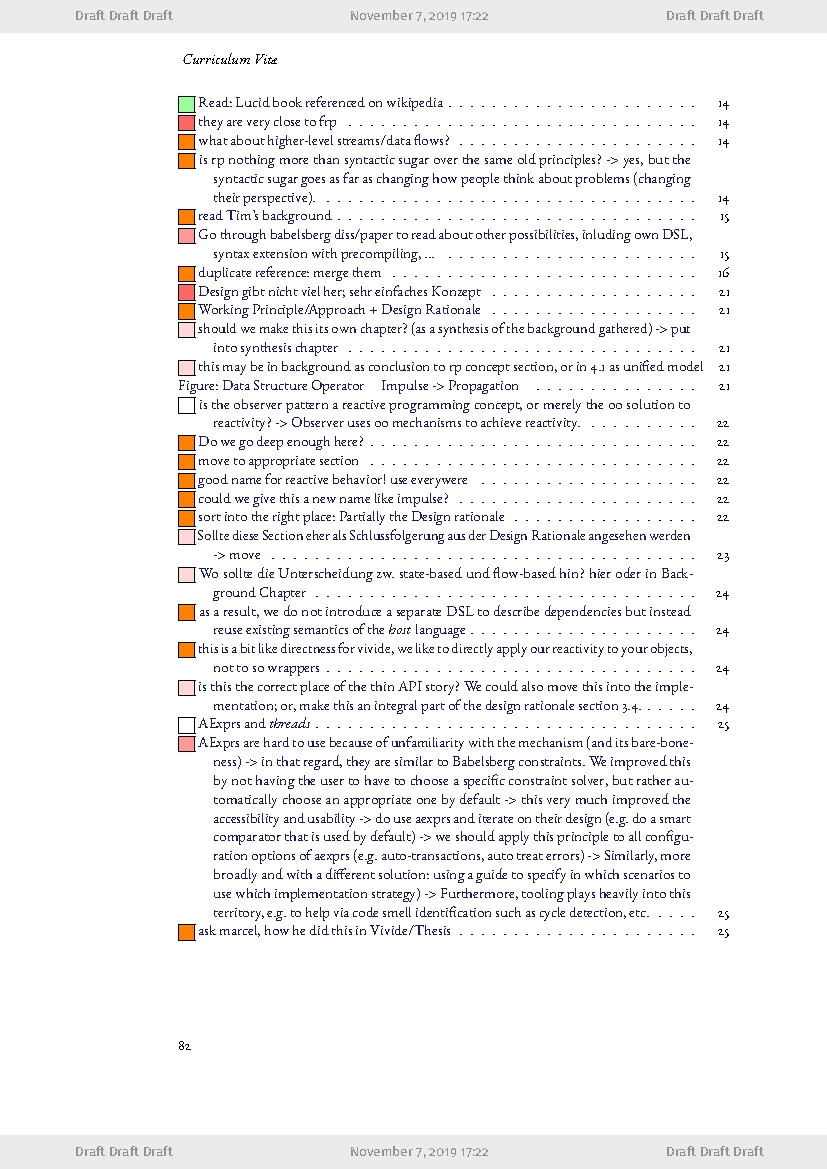 Draft Draft Draft November 7, 2019 17:22 Draft Draft Draft
Curriculum Vitæ
Read: Lucid book referenced on wikipedia . . . . . . . . . . . . . . . . . . . . . . . 14
they are very close to frp . . . . . . . . . . . . . . . . . . . . . . . . . . . . . . . . 14
what about higher-level streams/data flows? . . . . . . . . . . . . . . . . . . . . . . 14
is rp nothing more than syntactic sugar over the same old principles? -> yes, but the
syntactic sugar goes as far as changing how people think about problems (changing
their perspective). . . . . . . . . . . . . . . . . . . . . . . . . . . . . . . . . . . 14
read Tim's background . . . . . . . . . . . . . . . . . . . . . . . . . . . . . . . . . 15
Go through babelsberg diss/paper to read about other possibilities, inluding own DSL,
syntax extension with precompiling, ... . . . . . . . . . . . . . . . . . . . . . . . 15
duplicate reference: merge them . . . . . . . . . . . . . . . . . . . . . . . . . . . . 16
Design gibt nicht viel her; sehr einfaches Konzept . . . . . . . . . . . . . . . . . . . 21
Working Principle/Approach + Design Rationale . . . . . . . . . . . . . . . . . . . 21
should we make this its own chapter? (as a synthesis of the background gathered) -> put
into synthesis chapter . . . . . . . . . . . . . . . . . . . . . . . . . . . . . . . . 21
this may be in background as conclusion to rp concept section, or in 4.1 as unified model 21
Figure: Data Structure Operator Impulse -> Propagation . . . . . . . . . . . . . . . 21
is the observer pattern a reactive programming concept, or merely the oo solution to
reactivity? -> Observer uses oo mechanisms to achieve reactivity. . . . . . . . . . . 22
Do we go deep enough here? . . . . . . . . . . . . . . . . . . . . . . . . . . . . . . 22
move to appropriate section . . . . . . . . . . . . . . . . . . . . . . . . . . . . . . 22
good name for reactive behavior! use everywere . . . . . . . . . . . . . . . . . . . . 22
could we give this a new name like impulse? . . . . . . . . . . . . . . . . . . . . . . 22
sort into the right place: Partially the Design rationale . . . . . . . . . . . . . . . . . 22
Sollte diese Section eher als Schlussfolgerung aus der Design Rationale angesehen werden
-> move . . . . . . . . . . . . . . . . . . . . . . . . . . . . . . . . . . . . . . . 23
Wo sollte die Unterscheidung zw. state-based und flow-based hin? hier oder in Back-
ground Chapter . . . . . . . . . . . . . . . . . . . . . . . . . . . . . . . . . . . 24
as a result, we do not introduce a separate DSL to describe dependencies but instead
reuse existing semantics of the host language . . . . . . . . . . . . . . . . . . . . . 24
this is a bit like directness for vivide, we like to directly apply our reactivity to your objects,
not to so wrappers . . . . . . . . . . . . . . . . . . . . . . . . . . . . . . . . . . 24
is this the correct place of the thin API story? We could also move this into the imple-
mentation; or, make this an integral part of the design rationale section 3.4. . . . . . 24
AExprs and threads . . . . . . . . . . . . . . . . . . . . . . . . . . . . . . . . . . . 25
AExprs are hard to use because of unfamiliarity with the mechanism (and its bare-bone-
ness) -> in that regard, they are similar to Babelsberg constraints. We improved this
by not having the user to have to choose a specific constraint solver, but rather au-
tomatically choose an appropriate one by default -> this very much improved the
accessibility and usability -> do use aexprs and iterate on their design (e.g. do a smart
comparator that is used by default) -> we should apply this principle to all configu-
ration options of aexprs (e.g. auto-transactions, auto treat errors) -> Similarly, more
broadly and with a different solution: using a guide to specify in which scenarios to
use which implementation strategy) -> Furthermore, tooling plays heavily into this
territory, e.g. to help via code smell identification such as cycle detection, etc. . . . . 25
ask marcel, how he did this in Vivide/Thesis . . . . . . . . . . . . . . . . . . . . . . 25
82
Draft Draft Draft November 7, 2019 17:22 Draft Draft Draft